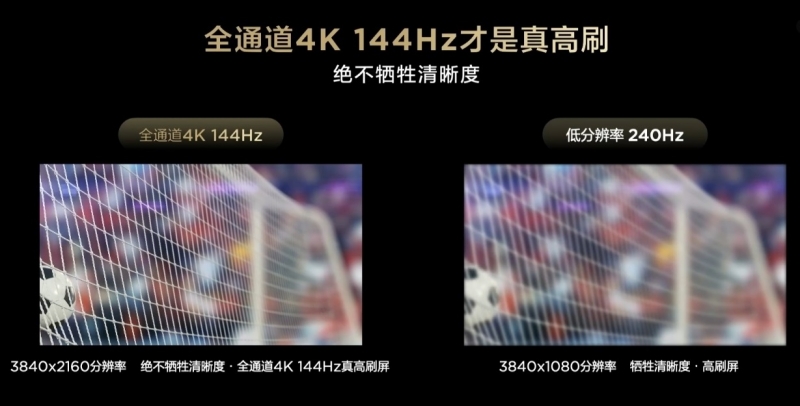 全通道4K 144Hz才是真高刷
绝不牺牲清晰度
全通道4K 144Hz
低分辨率 240Hz
3840x2160分辨率 绝不牺牲清晰度·全通道4K 144Hz真高刷屏
3840x1080分辨率 牺牲清晰度·高刷屏